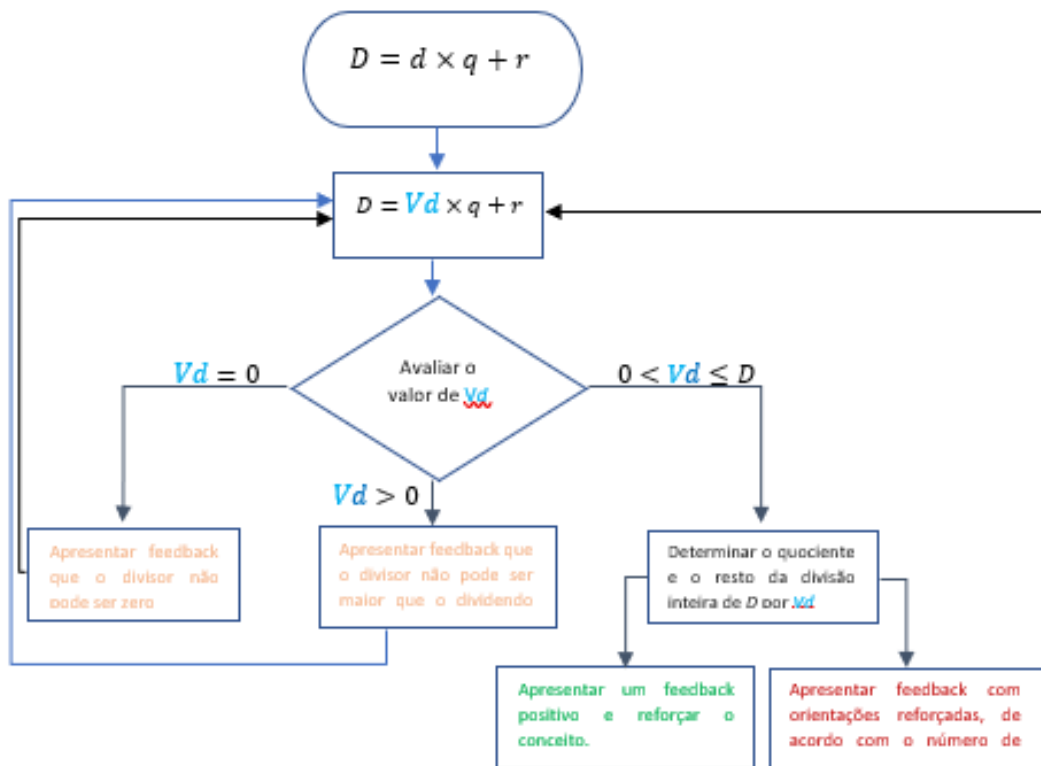 D = d × q + r
D = Vd × q + r
Avaliar o
valor de Vd
Vd = 0
0 < Vd ≤ D
Vd > 0
Apresentar feedback
que o divisor não
pode ser zero
Apresentar feedback que
o divisor não pode ser
maior que o dividendo
Determinar o quociente
e o resto da divisão
inteira de D por Vd
Apresentar um feedback
positivo e reforçar o
conceito.
Apresentar feedback com
orientações reforçadas, de
acordo com o número de